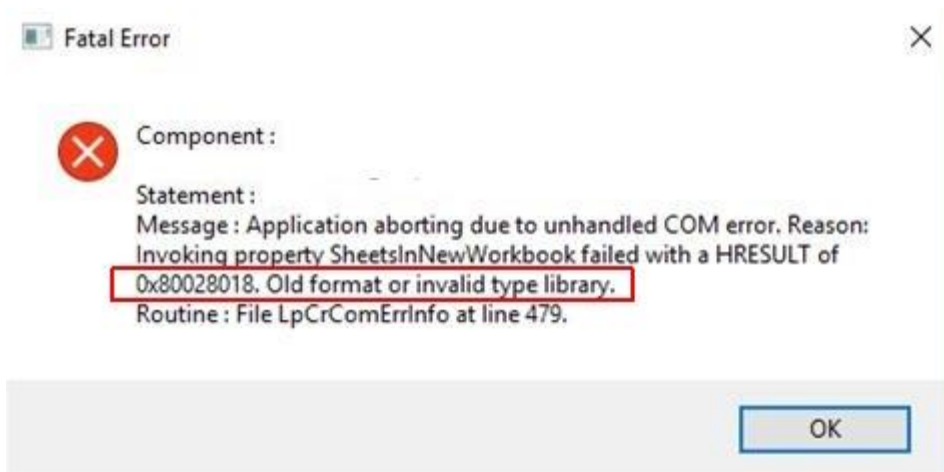 Fatal Error
Component :
Statement :
Message : Application aborting due to unhandled COM error. Reason:
Invoking property SheetsInNewWorkbook failed with a HRESULT of
0x80028018. Old format or invalid type library.
Routine : File LpCrComErrInfo at line 479.
OK